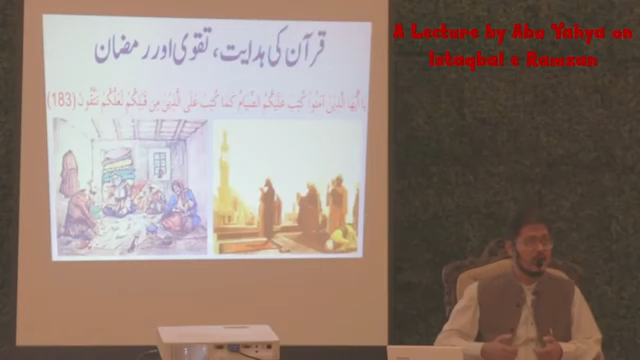 قرآن کی ہدایت، تقویٰ اور رمضان
يَا أَيُّهَا الَّذِينَ آمَنُوا كُتِبَ عَلَيْكُمُ الصِّيَامُ كَمَا كُتِبَ عَلَى الَّذِينَ مِن قَبْلِكُمْ لَعَلَّكُمْ تَتَّقُونَ (183)
A Lecture by Abu Yahya on
Istaqbal e Ramzan